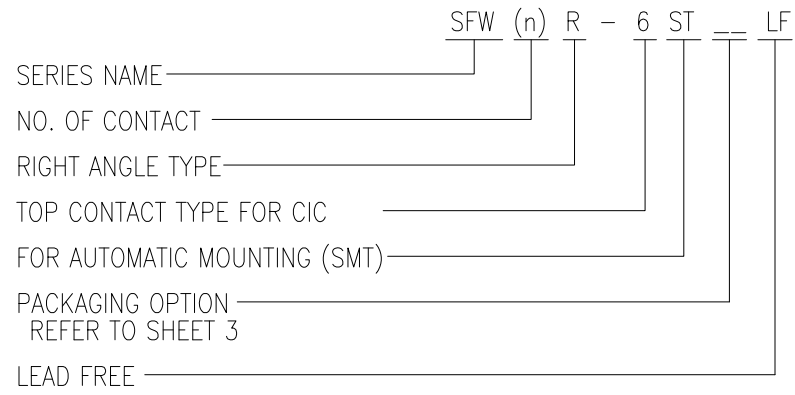 SFW (n) R - 6 ST __ LF
SERIES NAME
NO. OF CONTACT
RIGHT ANGLE TYPE
TOP CONTACT TYPE FOR CIC
FOR AUTOMATIC MOUNTING (SMT)
PACKAGING OPTION
REFER TO SHEET 3
LEAD FREE